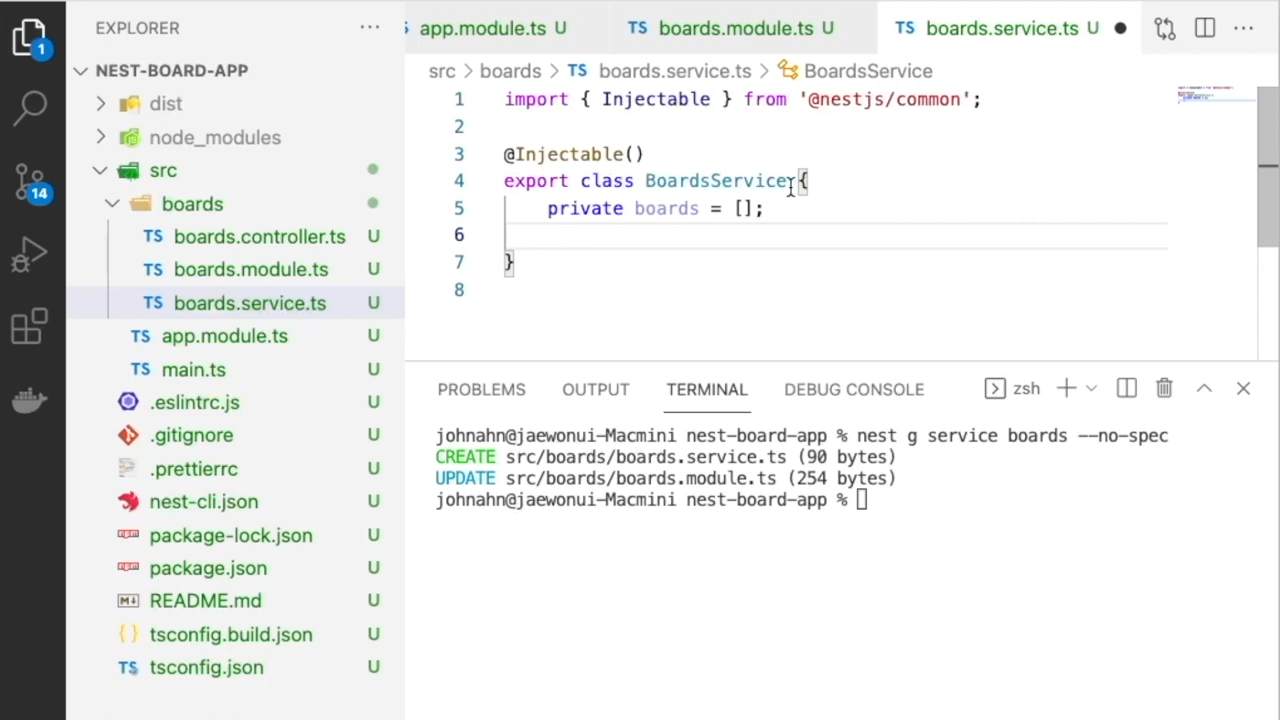 EXPLORER
NEST-BOARD-APP
dist
node_modules
src
boards
boards.controller.ts U
boards.module.ts U
boards.service.ts U
app.module.ts U
main.ts U
.eslintrc.js U
.gitignore U
.prettierrc U
nest-cli.json U
package-lock.json U
package.json U
README.md U
tsconfig.build.json U
tsconfig.json U
1
14
app.module.ts U TS boards.module.ts U TS boards.service.ts U
src > boards > TS boards.service.ts > BoardsService
1 import { Injectable } from '@nestjs/common';
2
3 @Injectable()
4 export class BoardsService {
5 private boards = [];
6
7 }
8
PROBLEMS OUTPUT TERMINAL DEBUG CONSOLE zsh
johnahn@jaewonui-Macmini nest-board-app % nest g service boards --no-spec
CREATE src/boards/boards.service.ts (90 bytes)
UPDATE src/boards/boards.module.ts (254 bytes)
johnahn@jaewonui-Macmini nest-board-app %